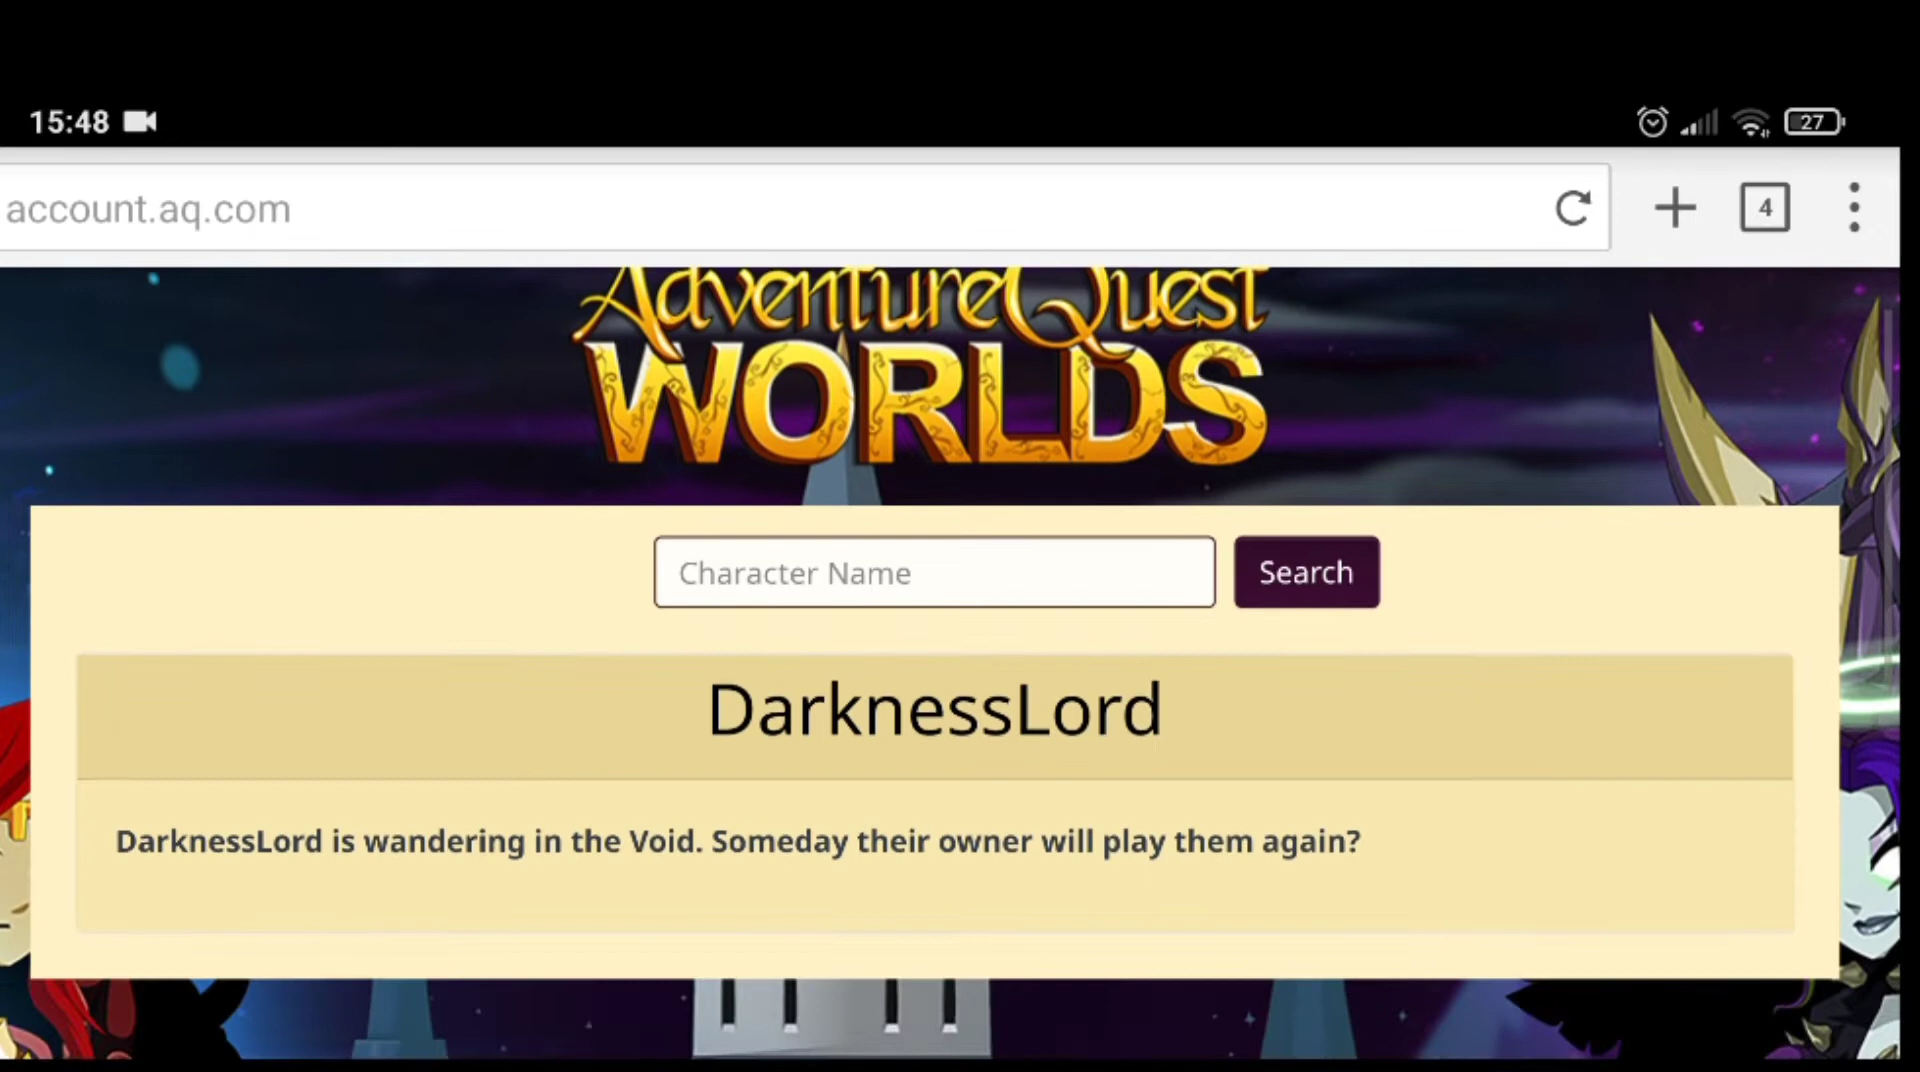 15:48
27
account.aq.com
4
AdventureQuest
WORLDS
Character Name
Search
DarknessLord
DarknessLord is wandering in the Void. Someday their owner will play them again?